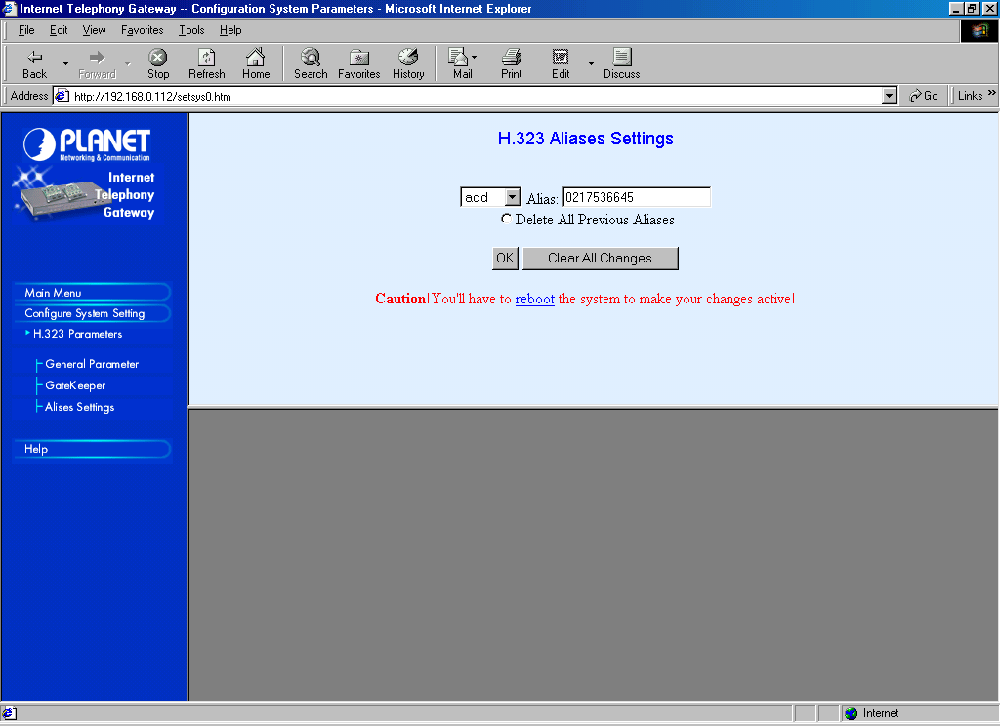 Internet Telephony Gateway -- Configuration System Parameters - Microsoft Internet Explorer
File Edit View Favorites Tools Help
Back Forward Stop Refresh Home Search Favorites History Mail Print Edit Discuss
Address http://192.168.0.112/setsys0.htm Go Links »
PLANET
Networking & Communication
Internet
Telephony
Gateway
Main Menu
Configure System Setting
H.323 Parameters
General Parameter
GateKeeper
Alises Settings
Help
H.323 Aliases Settings
add Alias: 0217536645
Delete All Previous Aliases
OK Clear All Changes
Caution! You'll have to reboot the system to make your changes active!
Internet